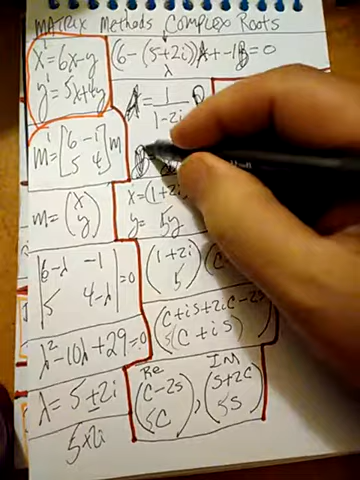 MATRIX Methods Complex Roots
x' = 6x - y
y' = 5x + 4y
(6 - (5 + 2i)) A + -1 B = 0
λ
A = 1/(1 - 2i) B
m' = [6 -1
5 4] m
m = (x
y)
x = (1 + 2i
y = 5y
|6-λ -1
5 4-λ| = 0
(1 + 2i
5) (C
(C + iS + 2iC - 2S
5(C + iS))
λ² - 10λ + 29 = 0
λ = 5 ± 2i
5 ± 2i
Re
(C - 2S
5C),
IM
(S + 2C
5S)